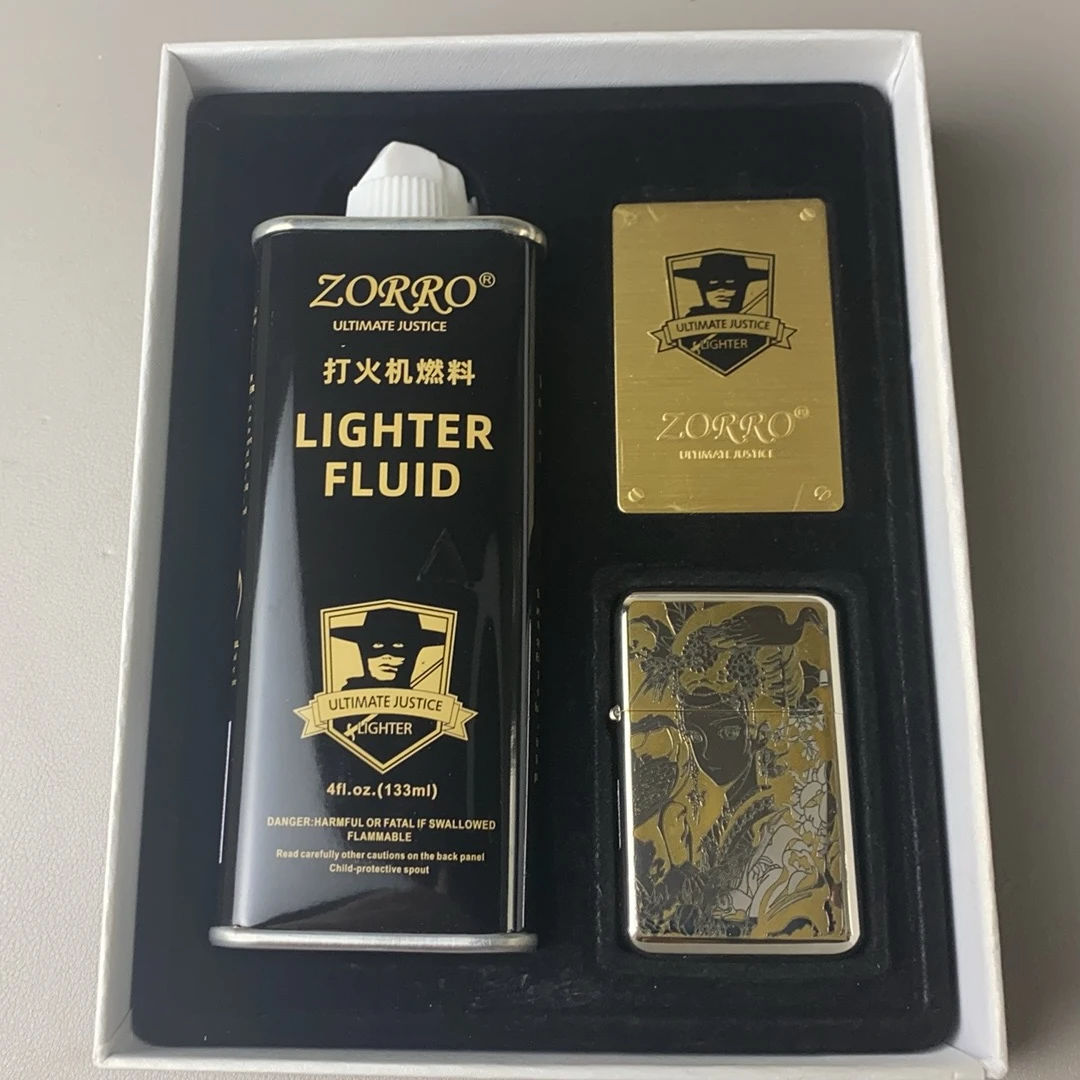 ZORRO®
ULTIMATE JUSTICE
打火机燃料
LIGHTER
FLUID
ULTIMATE JUSTICE
LIGHTER
4fl.oz.(133ml)
DANGER:HARMFUL OR FATAL IF SWALLOWED
FLAMMABLE
Read carefully other cautions on the back panel
Child-protective spout
ULTIMATE JUSTICE
LIGHTER
ZORRO®
ULTIMATE JUSTICE